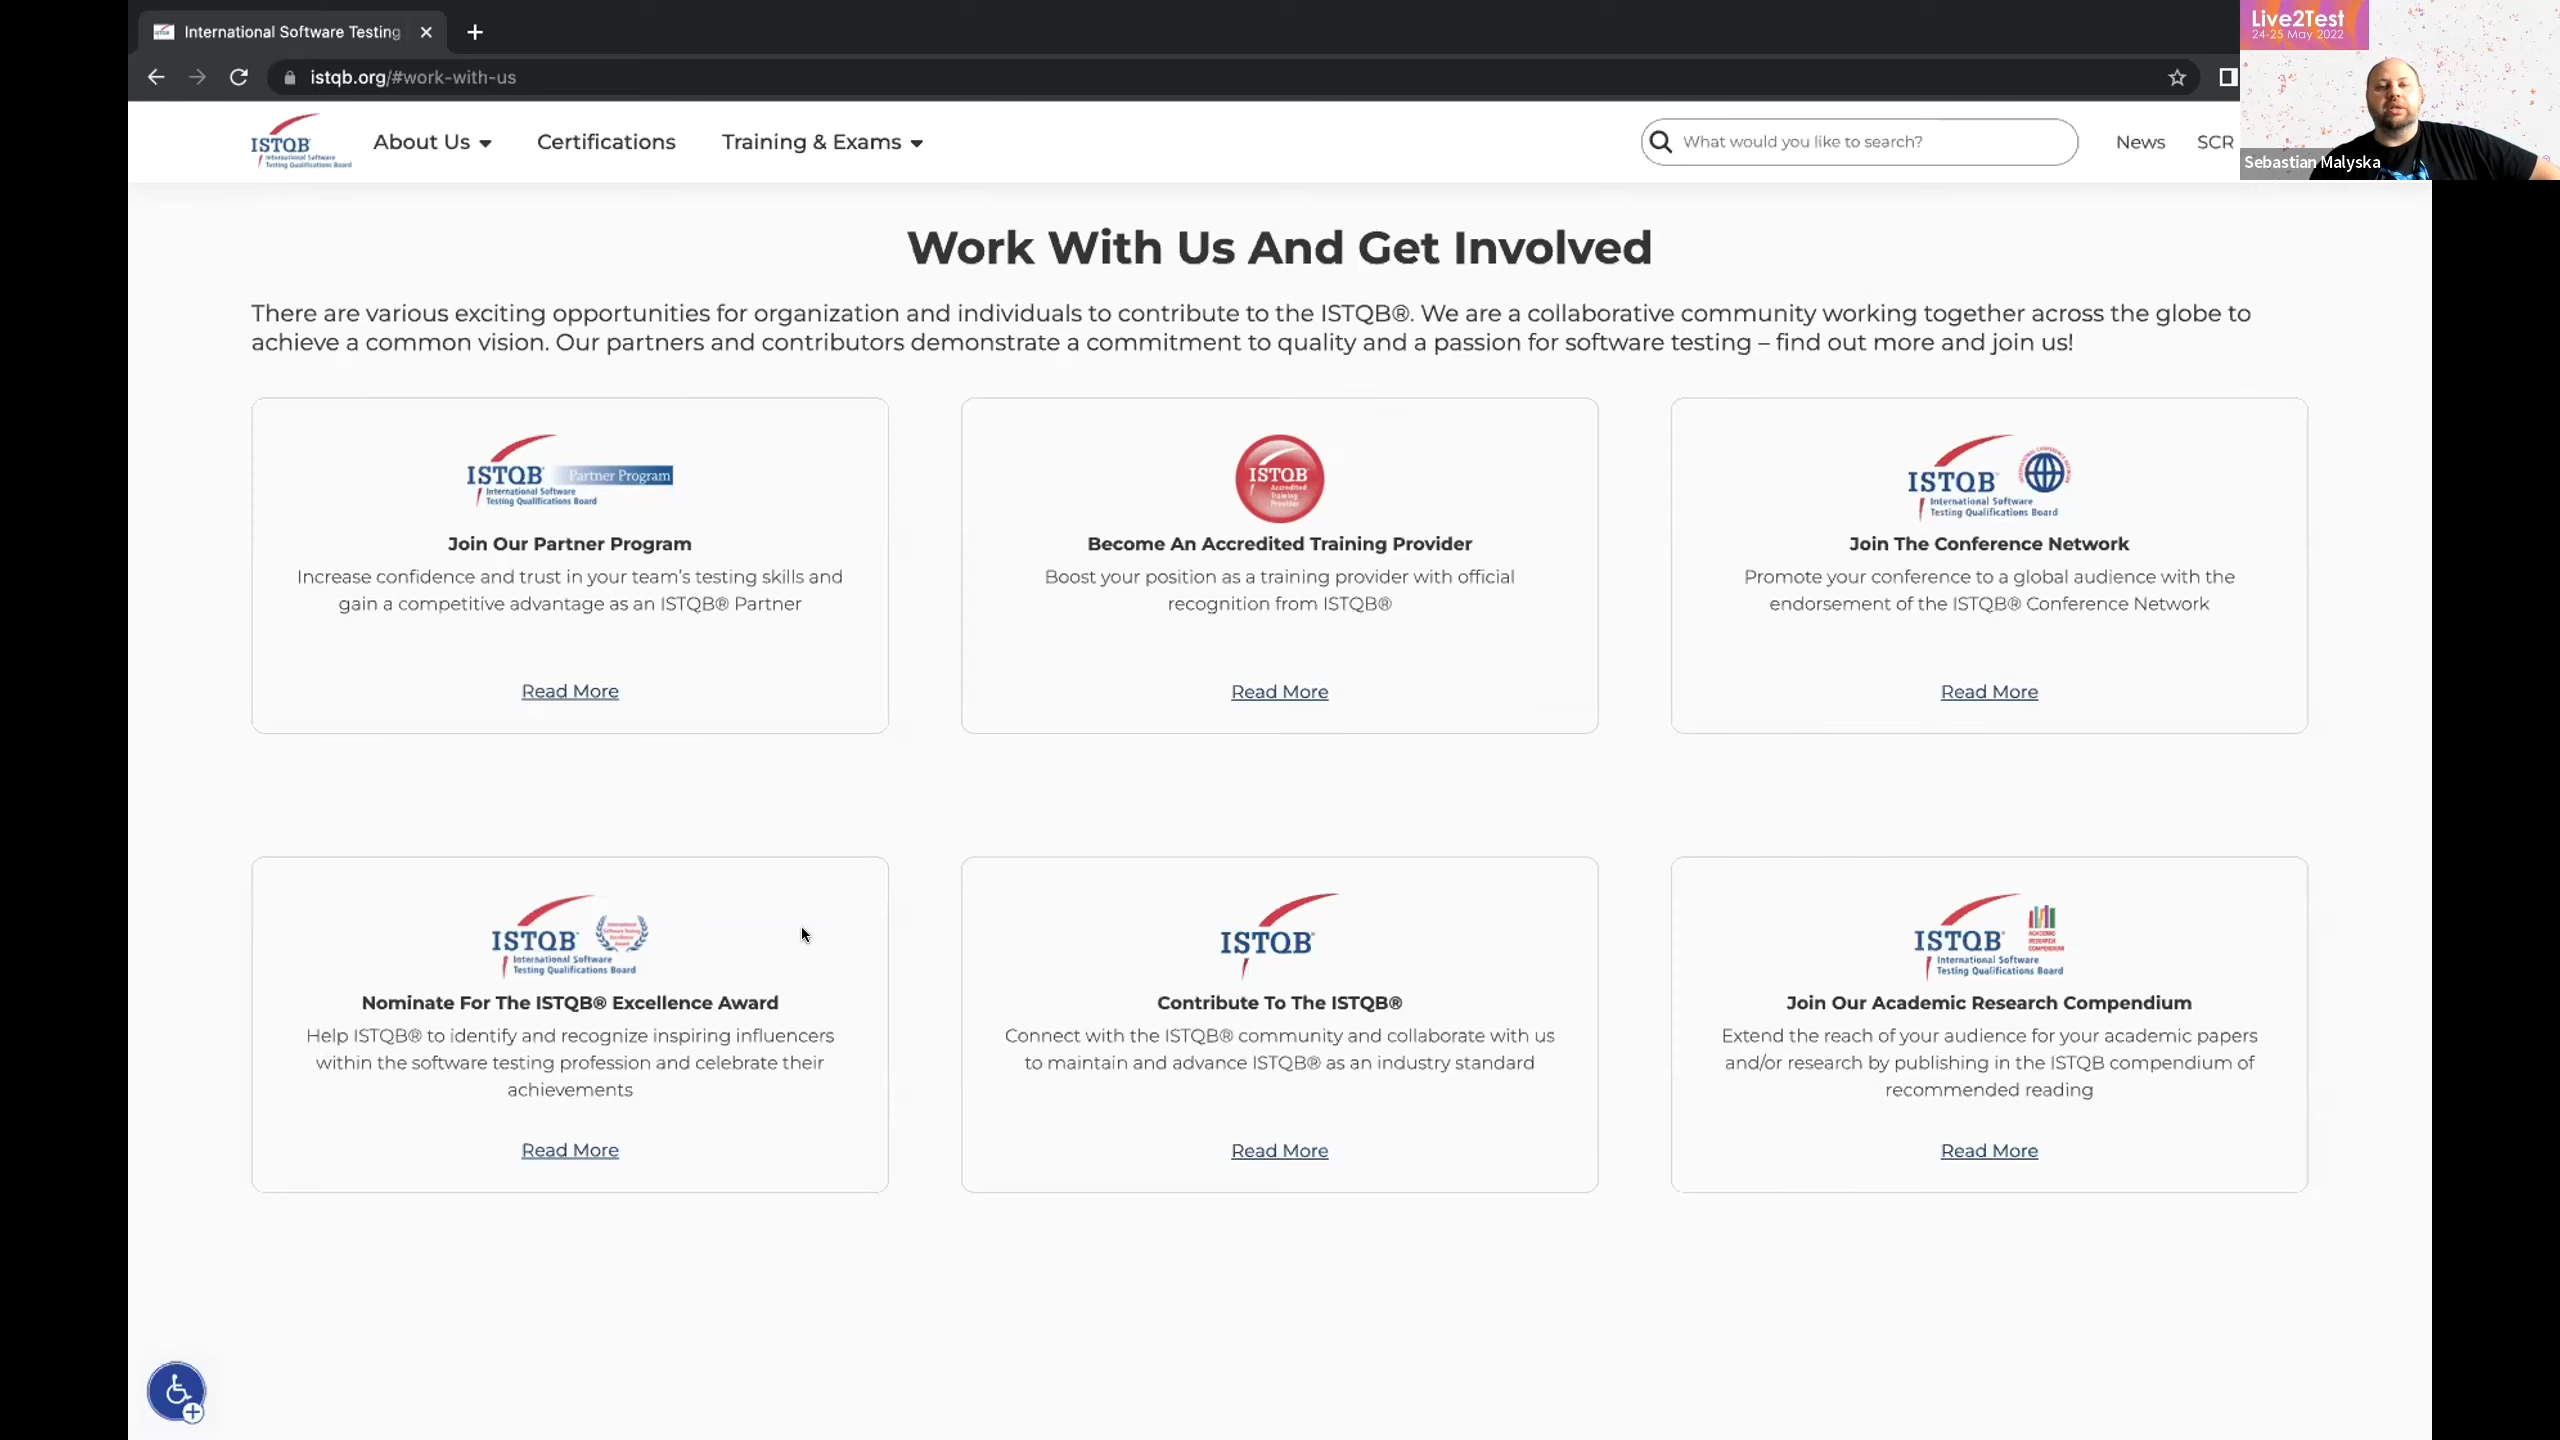 International Software Testing
Live2Test
24-25 May 2022
istqb.org/#work-with-us
ISTQB
International Software
Testing Qualifications Board
About Us
Certifications
Training & Exams
What would you like to search?
News
SCR
Sebastian Malyska
Work With Us And Get Involved
There are various exciting opportunities for organization and individuals to contribute to the ISTQB®. We are a collaborative community working together across the globe to
achieve a common vision. Our partners and contributors demonstrate a commitment to quality and a passion for software testing – find out more and join us!
ISTQB Partner Program
International Software
Testing Qualifications Board
Join Our Partner Program
Increase confidence and trust in your team's testing skills and
gain a competitive advantage as an ISTQB® Partner
Read More
ISTQB
Accredited
Training
Provider
Become An Accredited Training Provider
Boost your position as a training provider with official
recognition from ISTQB®
Read More
ISTQB
International Software
Testing Qualifications Board
Join The Conference Network
Promote your conference to a global audience with the
endorsement of the ISTQB® Conference Network
Read More
ISTQB
International Software
Testing Qualifications Board
Nominate For The ISTQB® Excellence Award
Help ISTQB® to identify and recognize inspiring influencers
within the software testing profession and celebrate their
achievements
Read More
ISTQB
Contribute To The ISTQB®
Connect with the ISTQB® community and collaborate with us
to maintain and advance ISTQB® as an industry standard
Read More
ISTQB
ACADEMIC
RESEARCH
COMPENDIUM
International Software
Testing Qualifications Board
Join Our Academic Research Compendium
Extend the reach of your audience for your academic papers
and/or research by publishing in the ISTQB compendium of
recommended reading
Read More